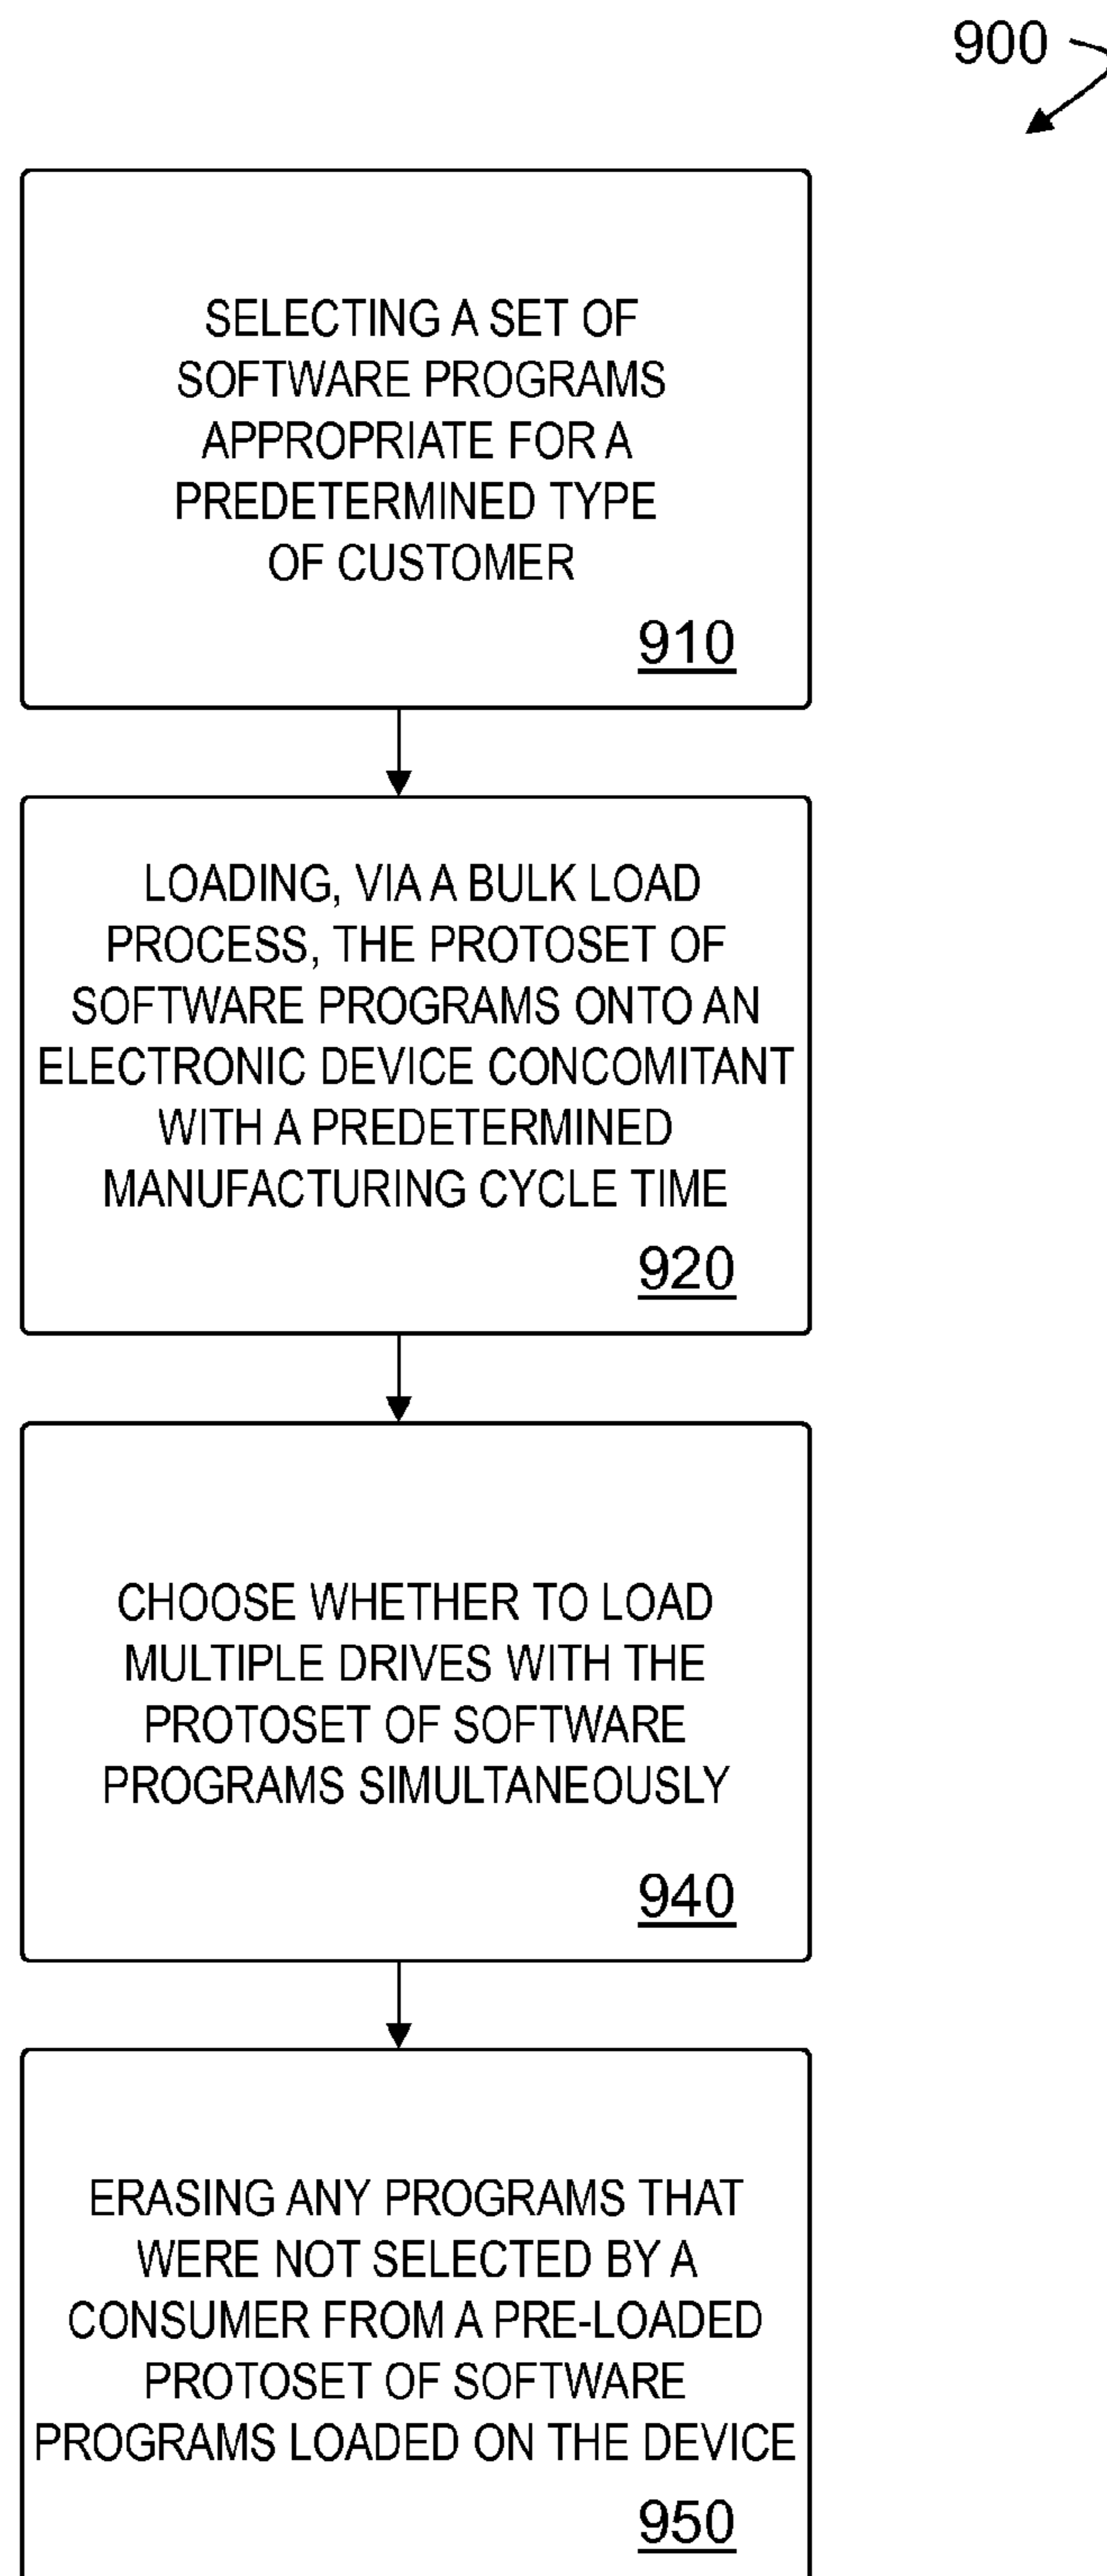 900
SELECTING A SET OF
SOFTWARE PROGRAMS
APPROPRIATE FOR A
PREDETERMINED TYPE
OF CUSTOMER
910
LOADING, VIA A BULK LOAD
PROCESS, THE PROTOSET OF
SOFTWARE PROGRAMS ONTO AN
ELECTRONIC DEVICE CONCOMITANT
WITH A PREDETERMINED
MANUFACTURING CYCLE TIME
920
CHOOSE WHETHER TO LOAD
MULTIPLE DRIVES WITH THE
PROTOSET OF SOFTWARE
PROGRAMS SIMULTANEOUSLY
940
ERASING ANY PROGRAMS THAT
WERE NOT SELECTED BY A
CONSUMER FROM A PRE-LOADED
PROTOSET OF SOFTWARE
PROGRAMS LOADED ON THE DEVICE
950